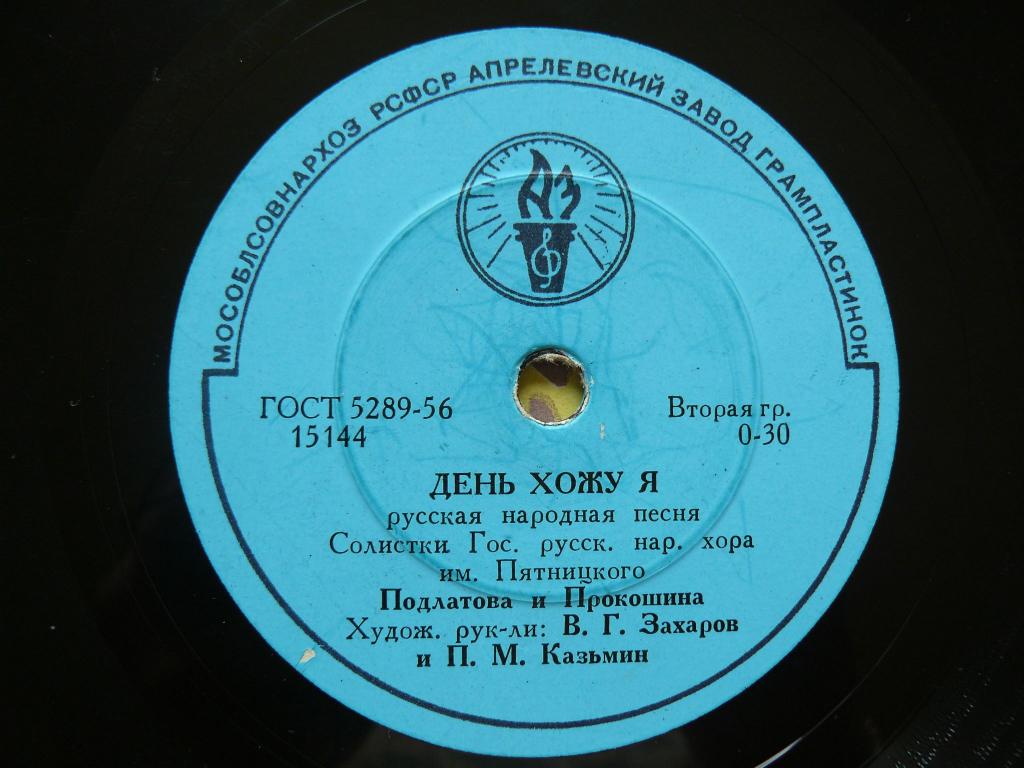 МОСОБЛСОВНАРХОЗ РСФСР АПРЕЛЕВСКИЙ ЗАВОД ГРАМПЛАСТИНОК
АЗ
ГОСТ 5289-56
15144
Вторая гр.
0-30
ДЕНЬ ХОЖУ Я
русская народная песня
Солистки Гос. русск. нар. хора
им. Пятницкого
Подлатова и Прокошина
Худож. рук-ли: В. Г. Захаров
и П. М. Казьмин